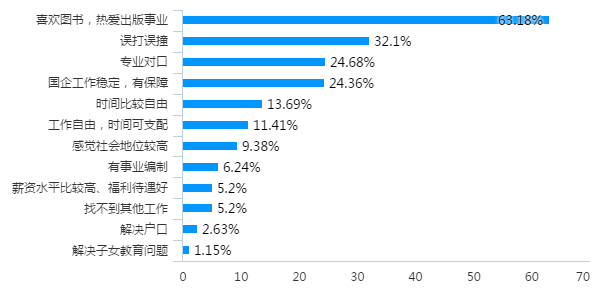 喜欢图书，热爱出版事业 63.18%
误打误撞 32.1%
专业对口 24.68%
国企工作稳定，有保障 24.36%
时间比较自由 13.69%
工作自由，时间可支配 11.41%
感觉社会地位较高 9.38%
有事业编制 6.24%
薪资水平比较高、福利待遇好 5.2%
找不到其他工作 5.2%
解决户口 2.63%
解决子女教育问题 1.15%
0 10 20 30 40 50 60 70